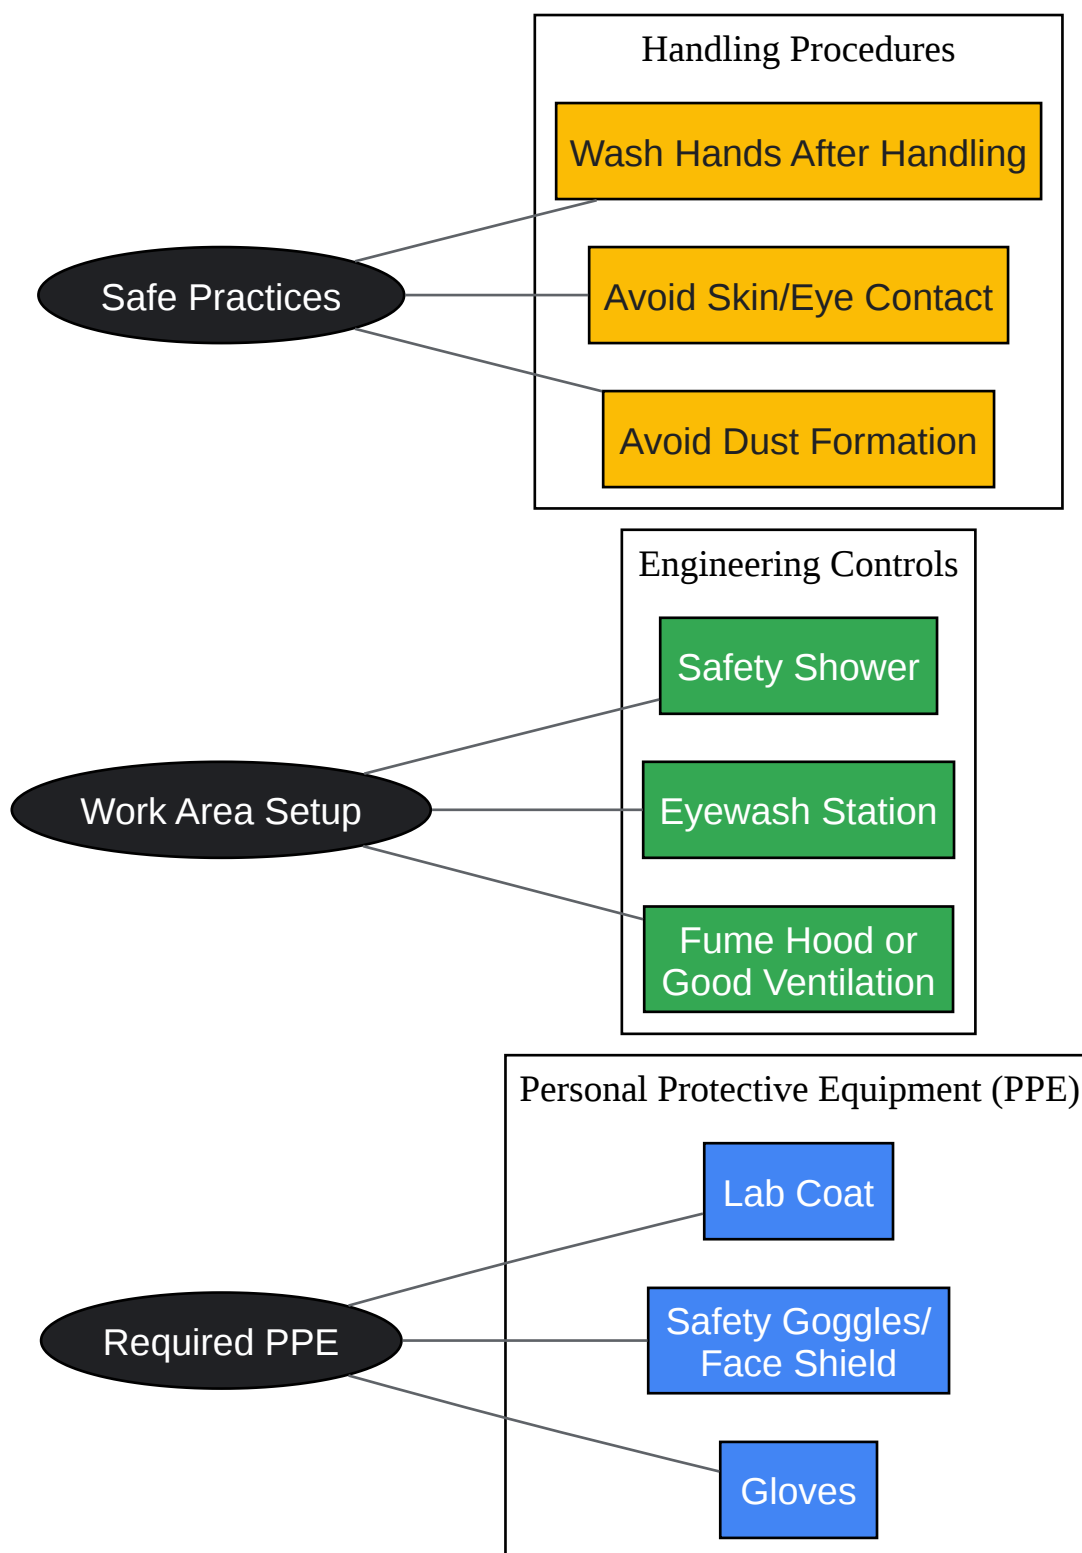 Handling Procedures
Wash Hands After Handling
Safe Practices
Avoid Skin/Eye Contact
Avoid Dust Formation
Engineering Controls
Safety Shower
Work Area Setup
Eyewash Station
Fume Hood or
Good Ventilation
Personal Protective Equipment (PPE)
Lab Coat
Required PPE
Safety Goggles/
Face Shield
Gloves